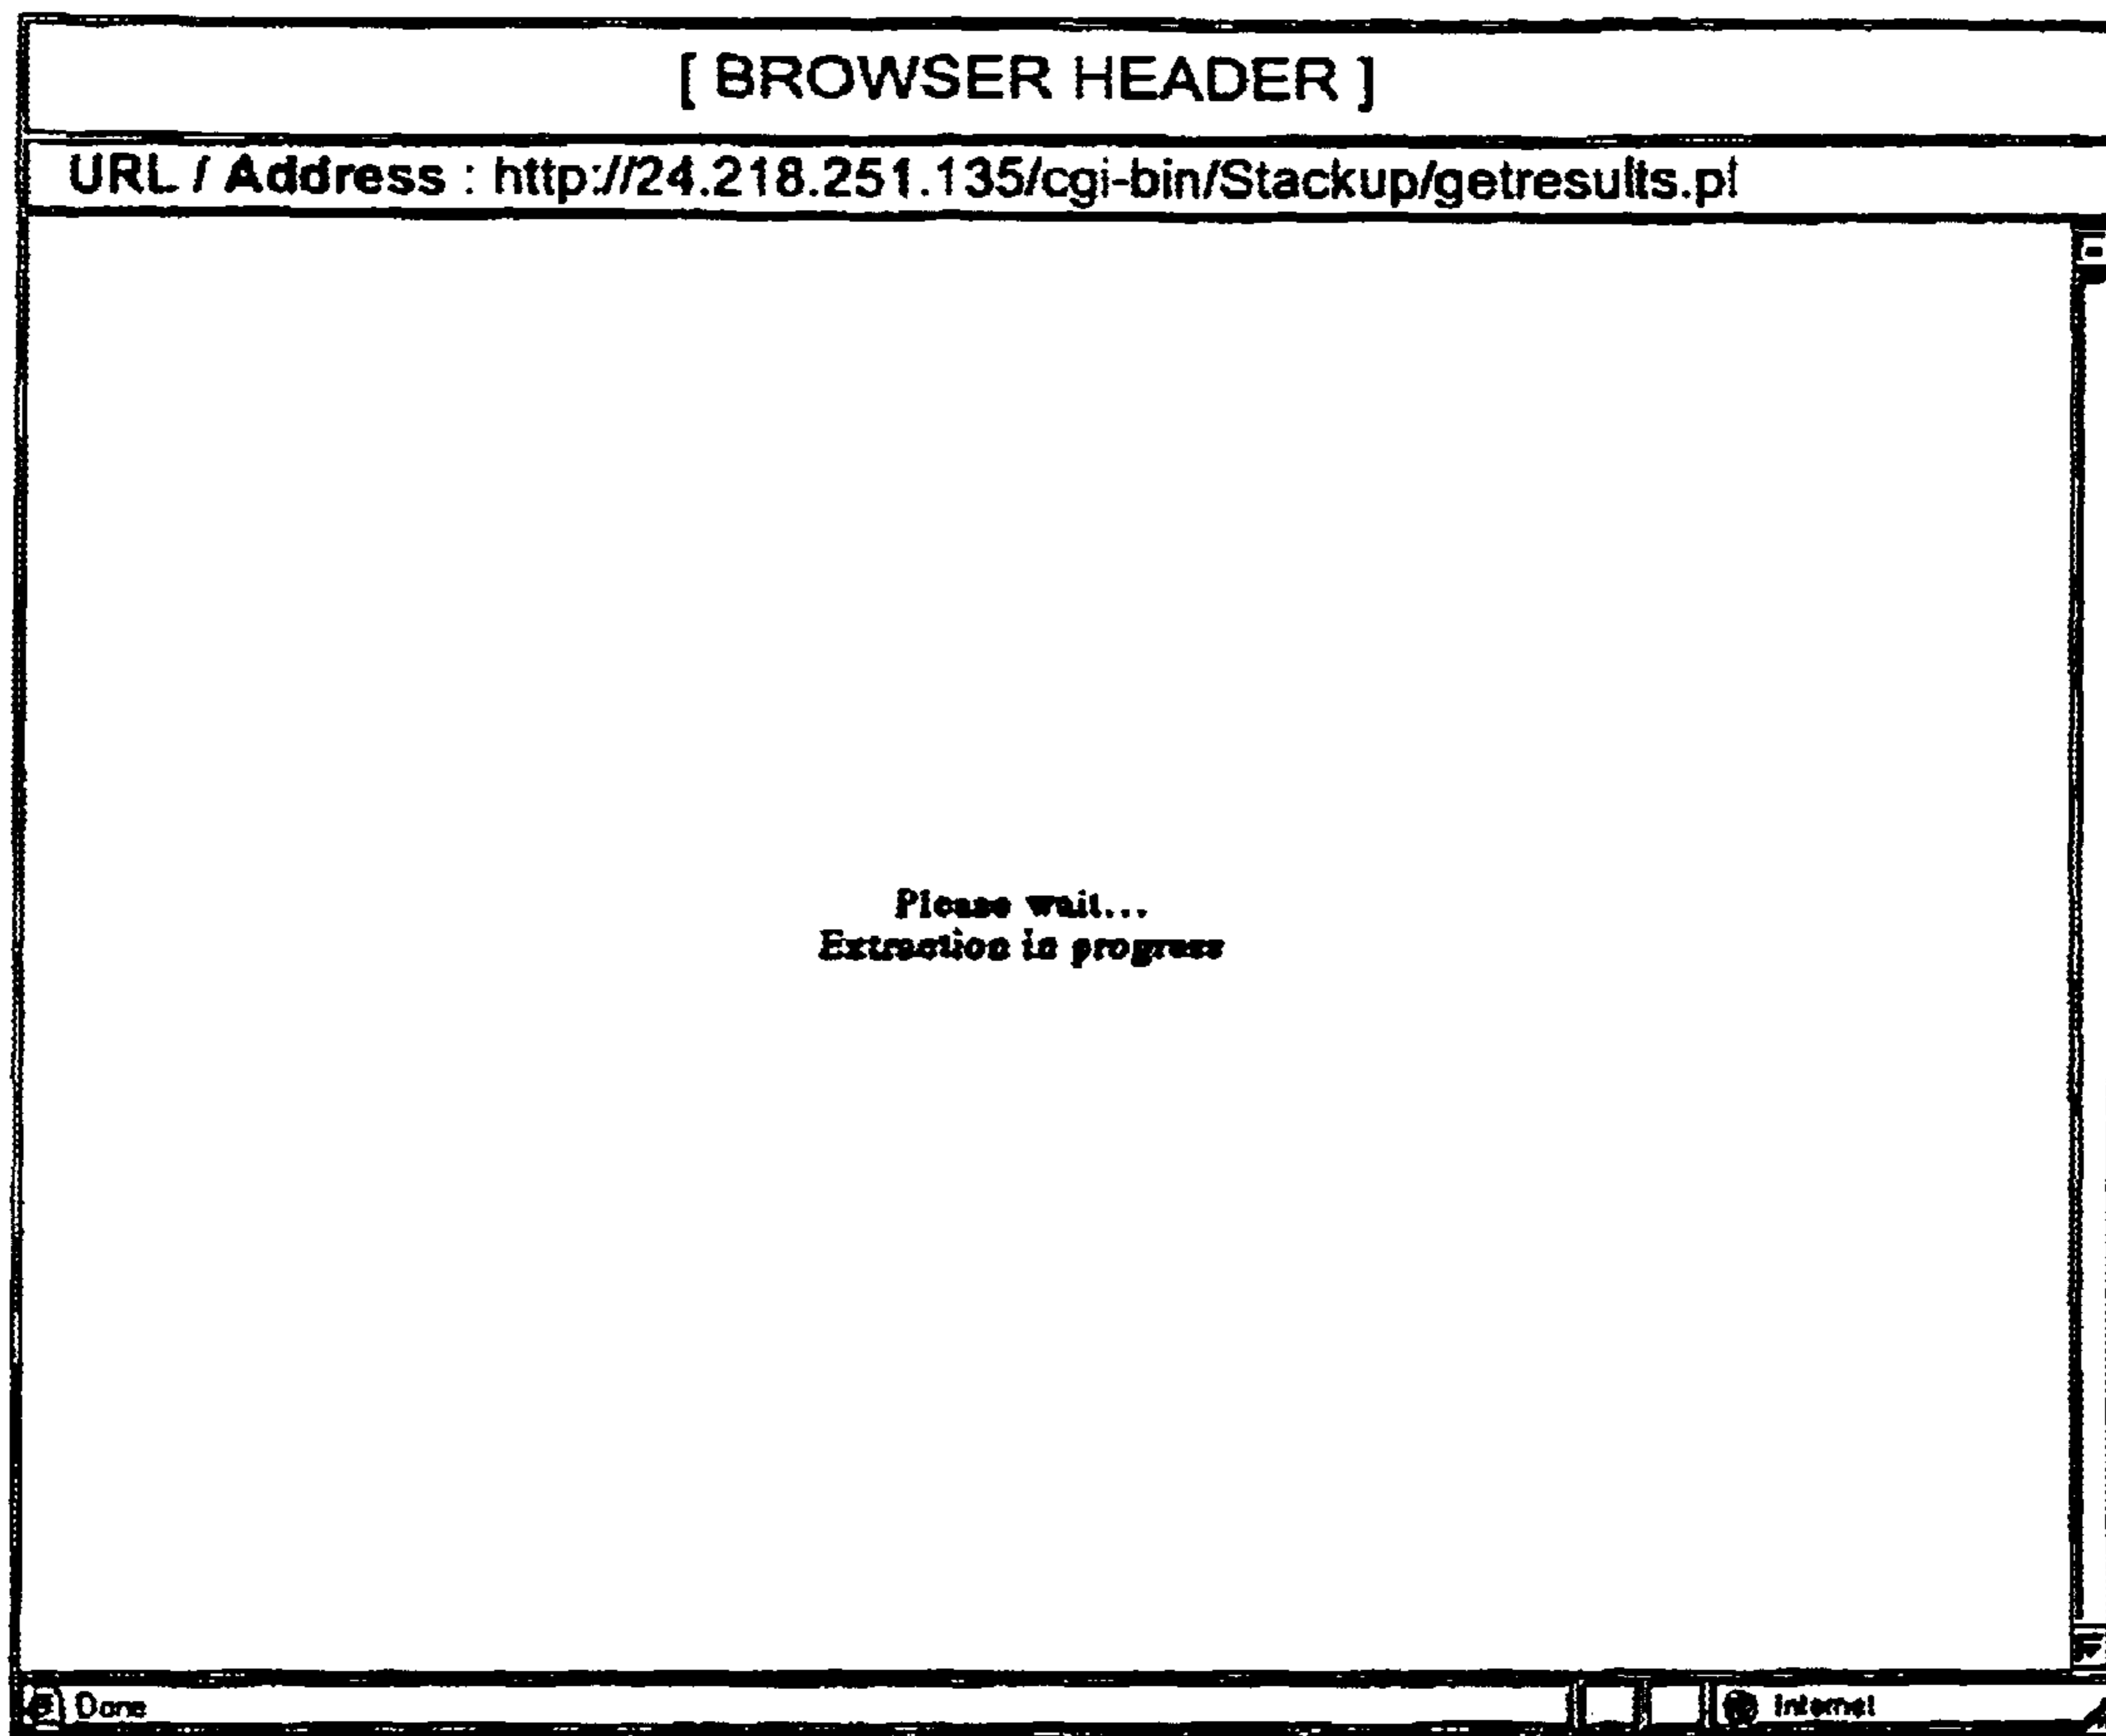 [ BROWSER HEADER ]
URL / Address : http://24.218.251.135/cgi-bin/Stackup/getresults.pl
Please wait...
Extraction in progress
Done
Internet